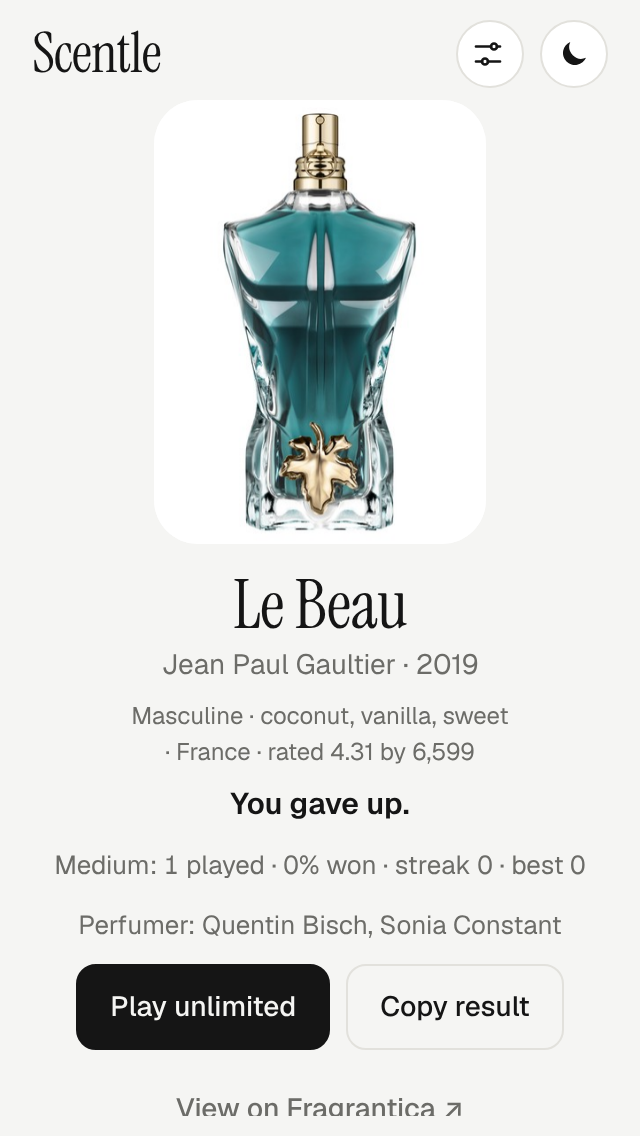 Scentle
Le Beau
Jean Paul Gaultier · 2019
Masculine · coconut, vanilla, sweet
· France · rated 4.31 by 6,599
You gave up.
Medium: 1 played · 0% won · streak 0 · best 0
Perfumer: Quentin Bisch, Sonia Constant
Play unlimited
Copy result
View on Fragrantica ↗